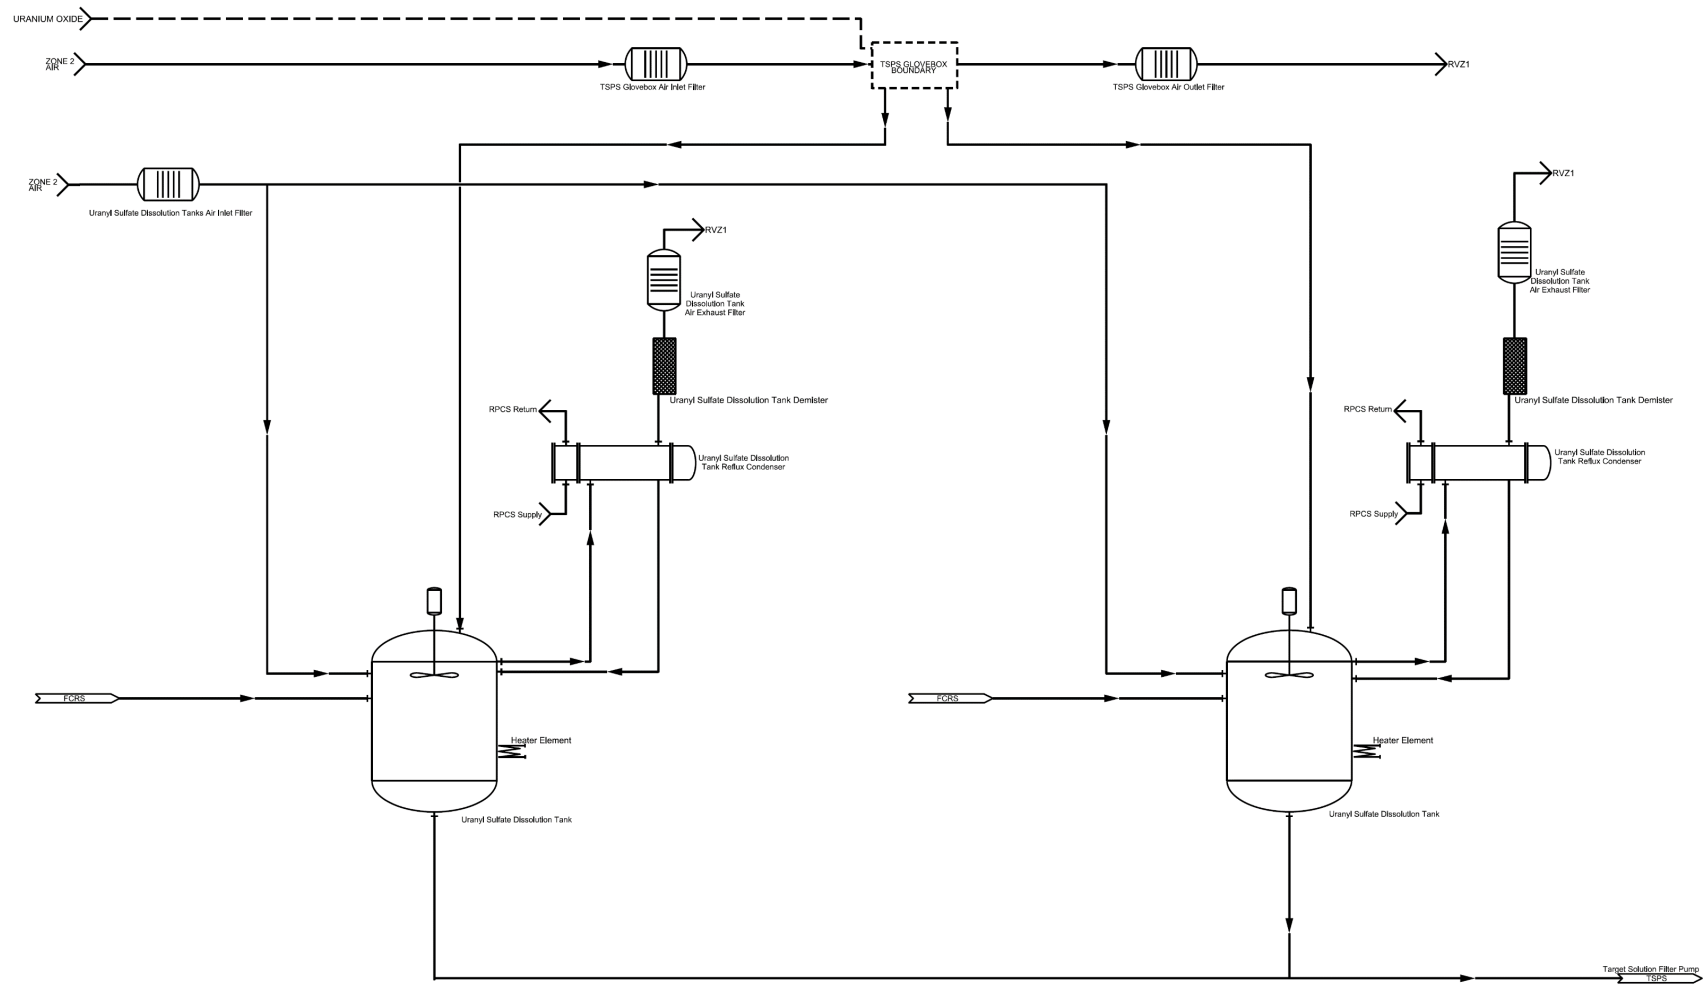 URANIUM OXIDE
ZONE 2
AIR
TSPS GLOVEBOX
BOUNDARY
RVZ1
TSPS Glovebox Air Inlet Filter
TSPS Glovebox Air Outlet Filter
ZONE 2
AIR
Uranyl Sulfate Dissolution Tanks Air Inlet Filter
RVZ1
RVZ1
Uranyl Sulfate
Dissolution Tank
Air Exhaust Filter
Uranyl Sulfate
Dissolution Tank
Air Exhaust Filter
Uranyl Sulfate Dissolution Tank Demister
Uranyl Sulfate Dissolution Tank Demister
RPCS Return
RPCS Return
Uranyl Sulfate Dissolution
Tank Reflux Condenser
Uranyl Sulfate Dissolution
Tank Reflux Condenser
RPCS Supply
RPCS Supply
FCRS
FCRS
Heater Element
Heater Element
Uranyl Sulfate Dissolution Tank
Uranyl Sulfate Dissolution Tank
Target Solution Filter Pump
TSPS